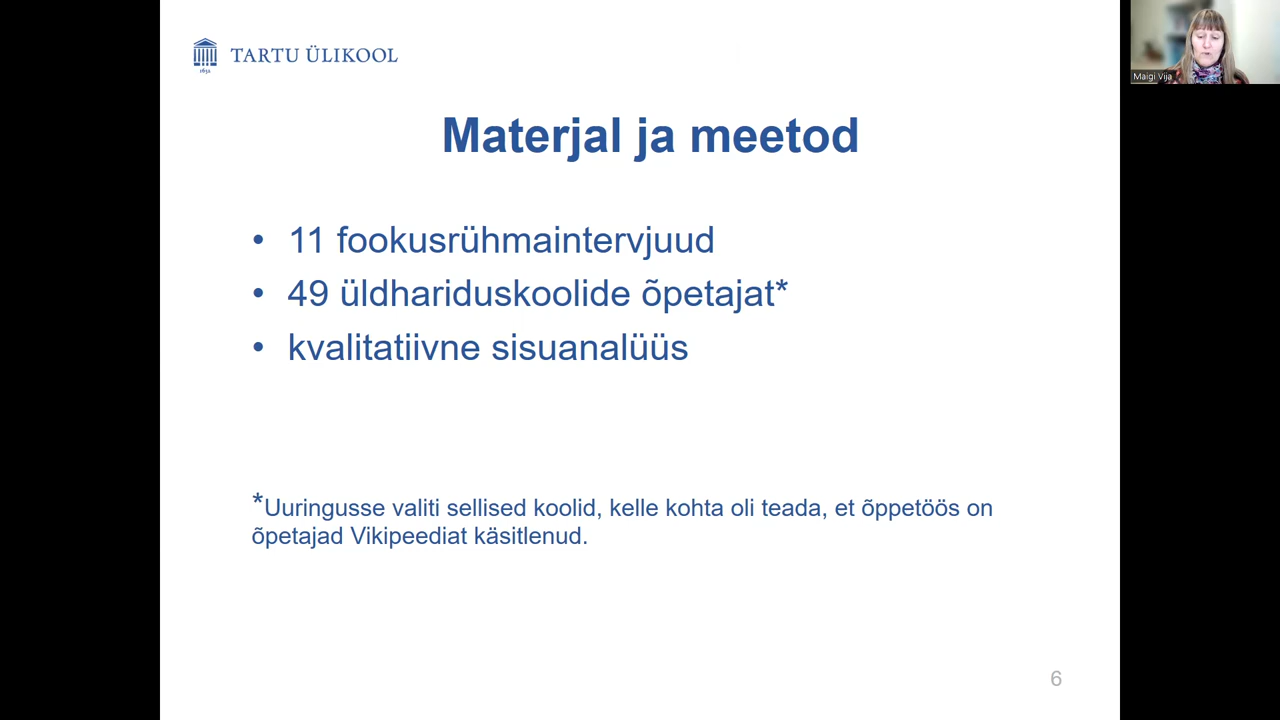 TARTU ÜLIKOOL
1632
Maigi Vija
Materjal ja meetod
• 11 fookusrühmaintervjuud
• 49 üldhariduskoolide õpetajat*
• kvalitatiivne sisuanalüüs
*Uuringusse valiti sellised koolid, kelle kohta oli teada, et õppetöös on
õpetajad Vikipeediat käsitlenud.
6